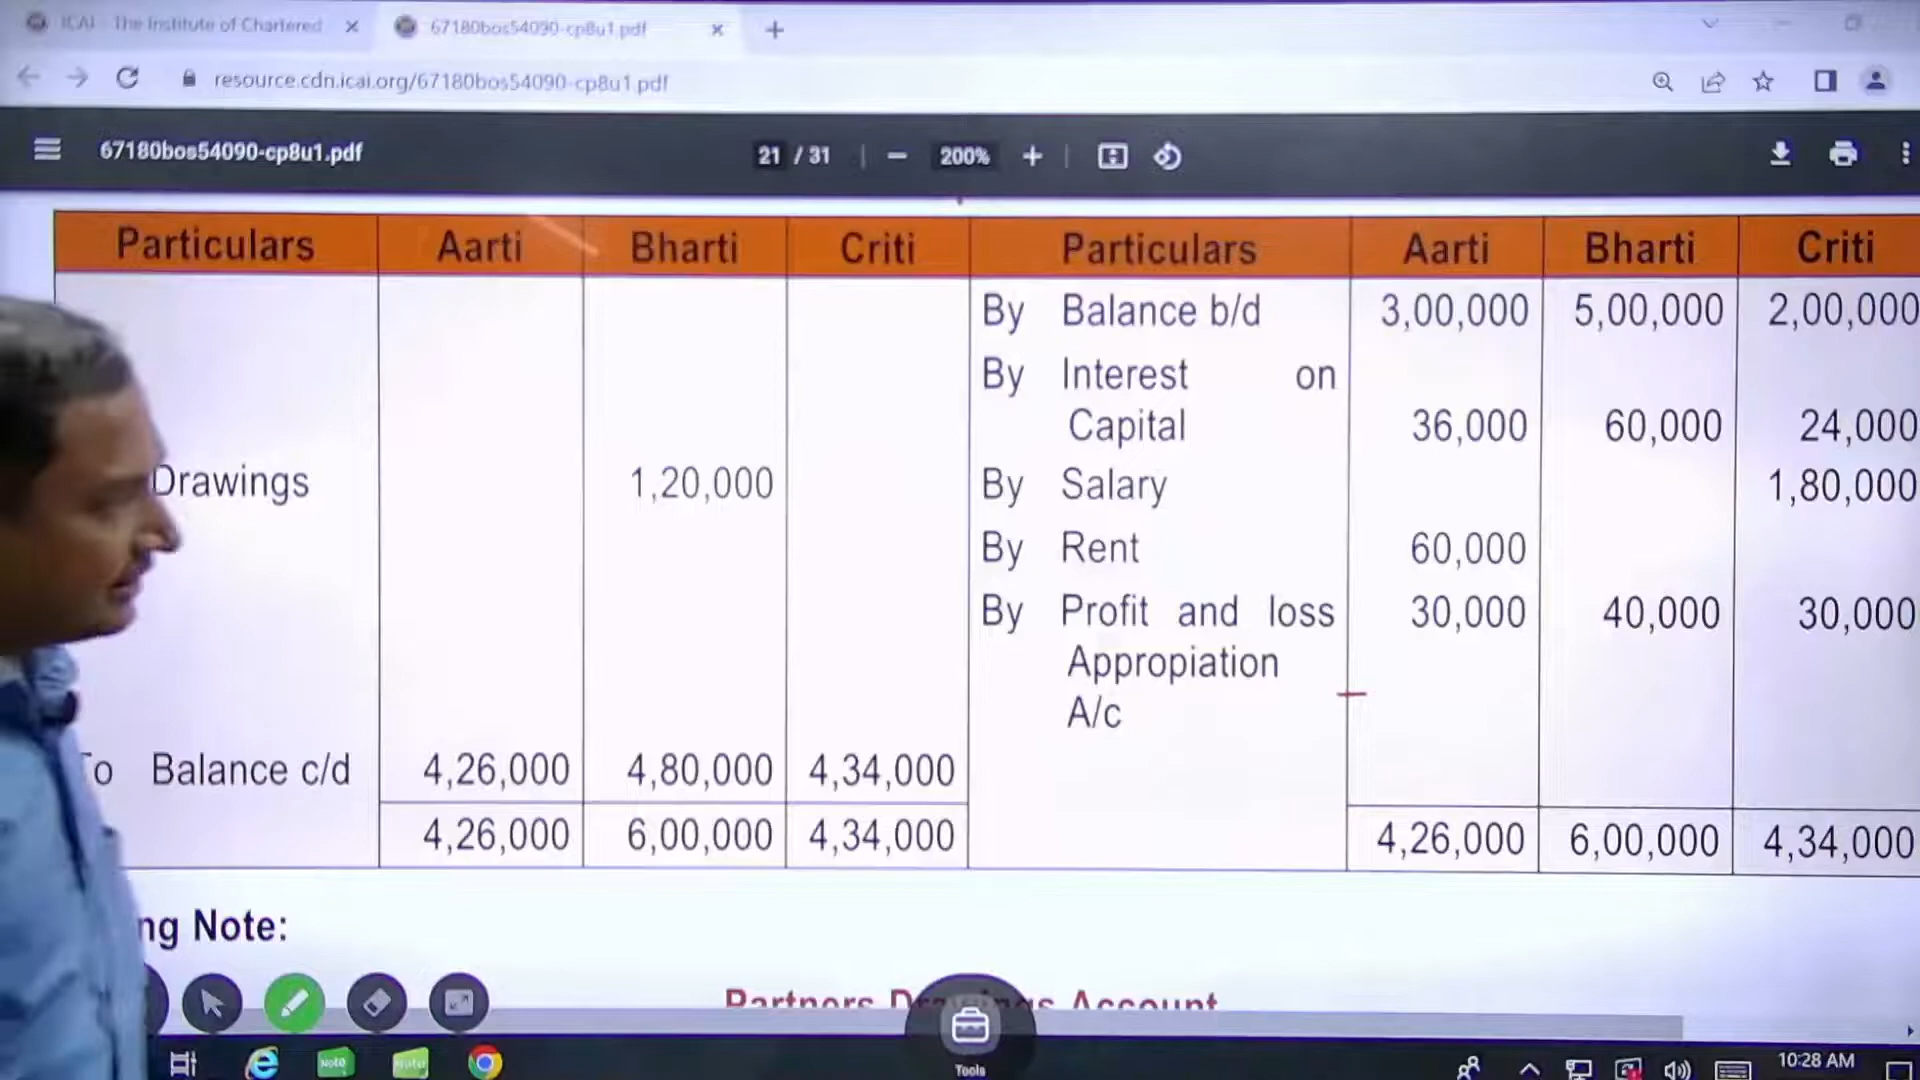 ICAI - The Institute of Chartered
67180bos54090-cp8u1.pdf
resource.cdn.icai.org/67180bos54090-cp8u1.pdf
67180bos54090-cp8u1.pdf
21 / 31
200%
Particulars Aarti Bharti Criti Particulars Aarti Bharti Criti
By Balance b/d 3,00,000 5,00,000 2,00,000
By Interest on
Capital 36,000 60,000 24,000
Drawings 1,20,000 By Salary 1,80,000
By Rent 60,000
By Profit and loss 30,000 40,000 30,000
Appropiation
A/c
To Balance c/d 4,26,000 4,80,000 4,34,000
4,26,000 6,00,000 4,34,000 4,26,000 6,00,000 4,34,000
ng Note:
Partners Drawings Account
Tools
Note
Note
10:28 AM